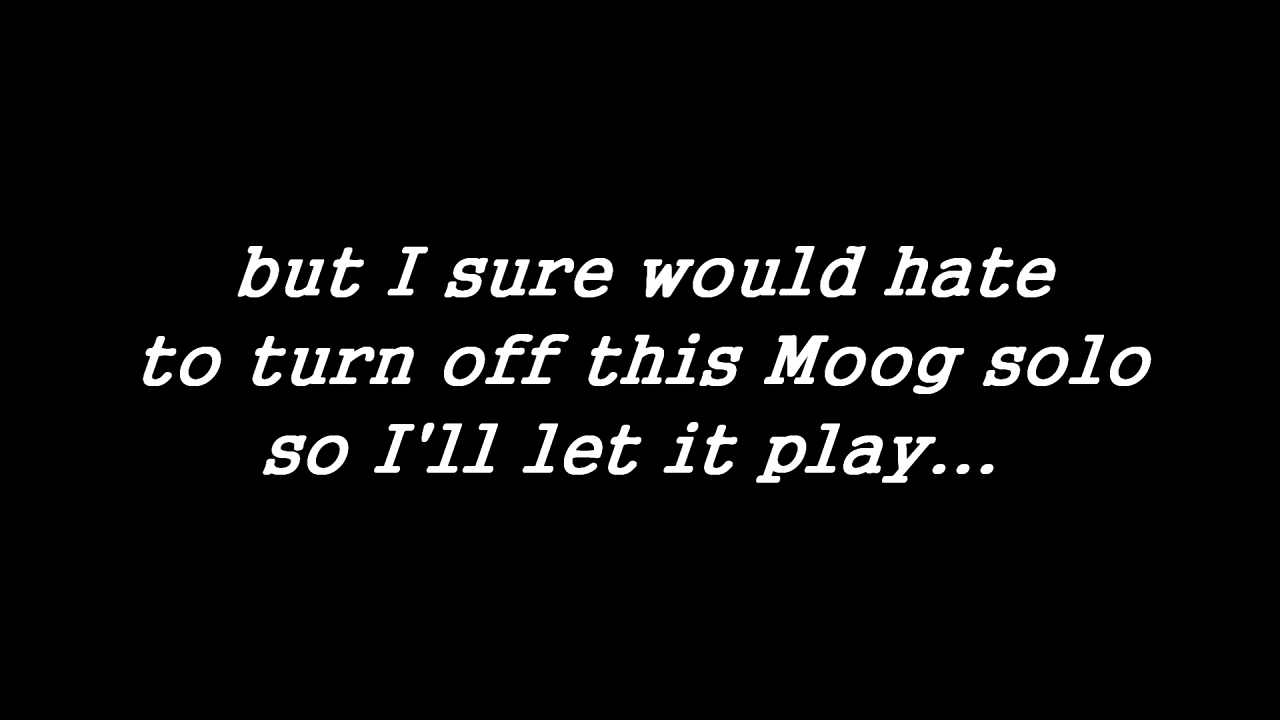 but I sure would hate
to turn off this Moog solo
so I'll let it play...